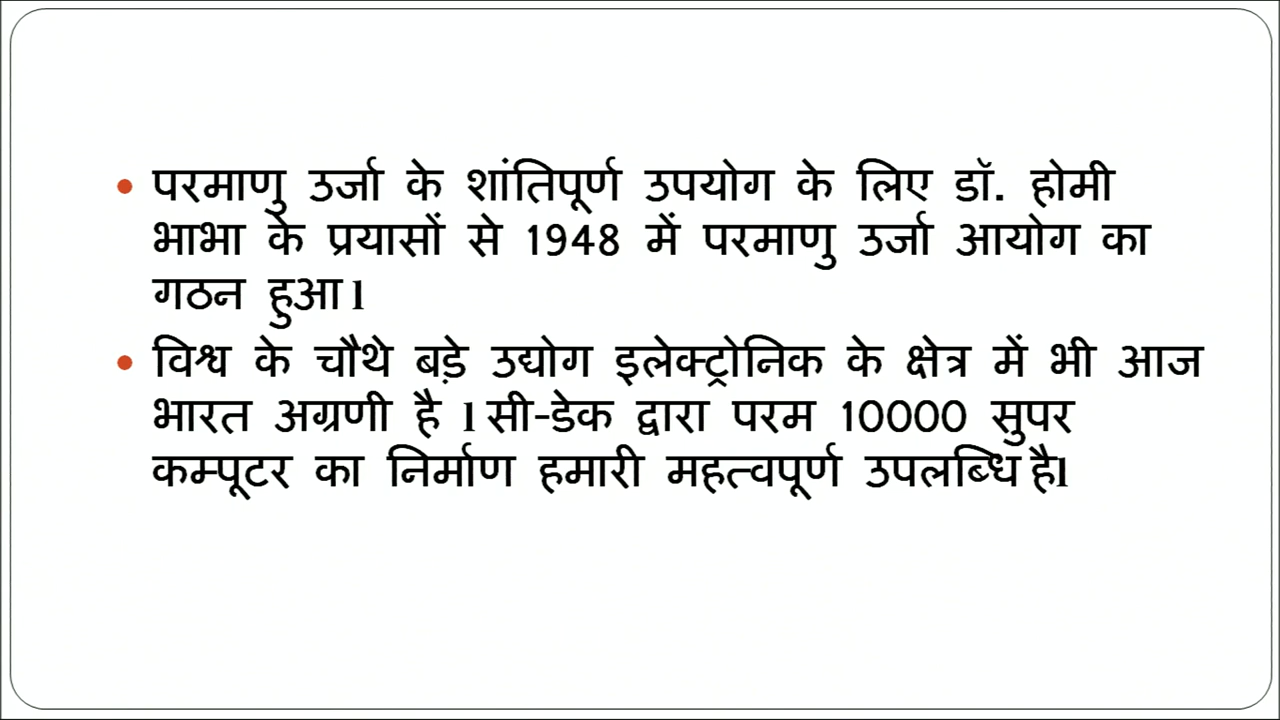 • परमाणु उर्जा के शांतिपूर्ण उपयोग के लिए डॉ. होमी
भाभा के प्रयासों से 1948 में परमाणु उर्जा आयोग का
गठन हुआ l
• विश्व के चौथे बड़े उद्योग इलेक्ट्रोनिक के क्षेत्र में भी आज
भारत अग्रणी है l सी-डेक द्वारा परम 10000 सुपर
कम्पूटर का निर्माण हमारी महत्वपूर्ण उपलब्धि हैl